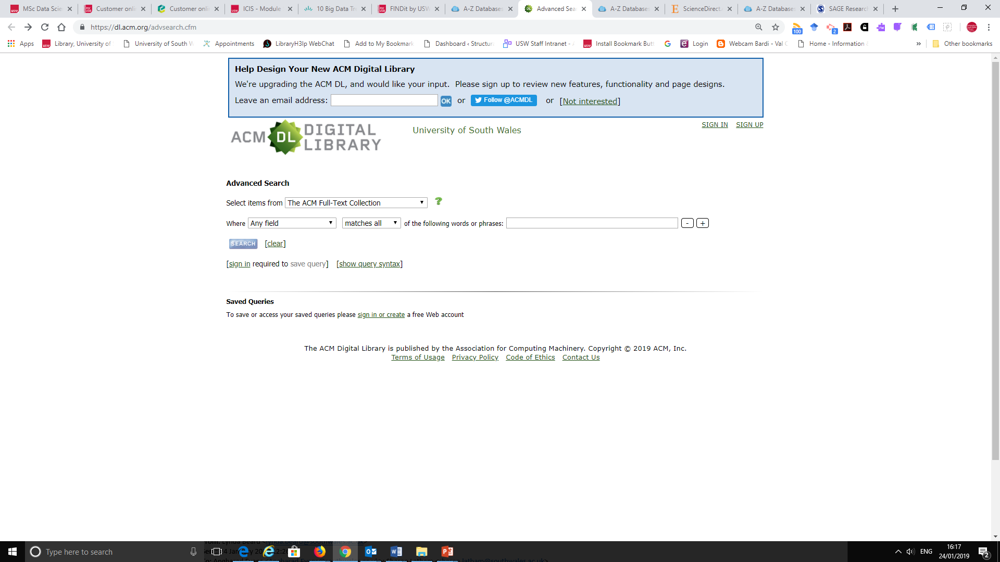 MSc Data Scie
Customer onli
Customer onli
ICIS - Module
10 Big Data Tr
FINDit by USW
A-Z Databases
Advanced Sea
A-Z Databases
ScienceDirect.
A-Z Databases
SAGE Researc
https://dl.acm.org/advsearch.cfm
100
2
Apps
Library, University of
University of South W
Appointments
LibraryH3lp WebChat
Add to My Bookmark
Dashboard ‹ Structura
USW Staff Intranet - A
Install Bookmark Butt
Login
Webcam Bardi - Val C
Home - Information
Other bookmarks
Help Design Your New ACM Digital Library
We're upgrading the ACM DL, and would like your input. Please sign up to review new features, functionality and page designs.
Leave an email address: OK or Follow @ACMDL or [Not interested]
ACM DL DIGITAL LIBRARY
University of South Wales
SIGN IN SIGN UP
Advanced Search
Select items from The ACM Full-Text Collection
Where Any field matches all of the following words or phrases: - +
SEARCH [clear]
[sign in required to save query] [show query syntax]
Saved Queries
To save or access your saved queries please sign in or create a free Web account
The ACM Digital Library is published by the Association for Computing Machinery. Copyright © 2019 ACM, Inc.
Terms of Usage Privacy Policy Code of Ethics Contact Us
Type here to search
ENG
16:17
24/01/2019
2